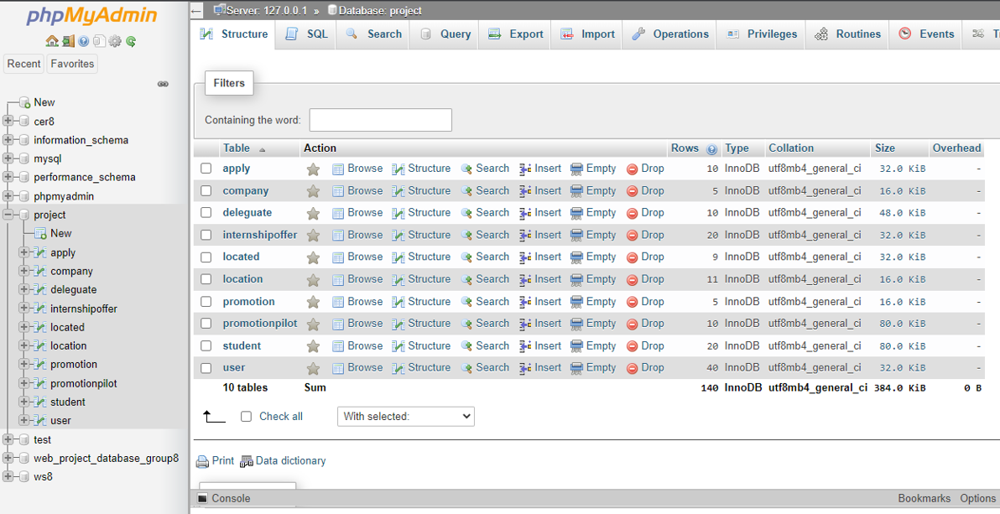 phpMyAdmin
Recent Favorites
New
cer8
information_schema
mysql
performance_schema
phpmyadmin
project
New
apply
company
deleguate
internshipoffer
located
location
promotion
promotionpilot
student
user
test
web_project_database_group8
ws8
Server: 127.0.0.1 » Database: project
Structure SQL Search Query Export Import Operations Privileges Routines Events
Filters
Containing the word:
Table Action Rows Type Collation Size Overhead
apply Browse Structure Search Insert Empty Drop 10 InnoDB utf8mb4_general_ci 32.0 KiB -
company Browse Structure Search Insert Empty Drop 5 InnoDB utf8mb4_general_ci 16.0 KiB -
deleguate Browse Structure Search Insert Empty Drop 10 InnoDB utf8mb4_general_ci 48.0 KiB -
internshipoffer Browse Structure Search Insert Empty Drop 20 InnoDB utf8mb4_general_ci 32.0 KiB -
located Browse Structure Search Insert Empty Drop 9 InnoDB utf8mb4_general_ci 32.0 KiB -
location Browse Structure Search Insert Empty Drop 11 InnoDB utf8mb4_general_ci 16.0 KiB -
promotion Browse Structure Search Insert Empty Drop 5 InnoDB utf8mb4_general_ci 16.0 KiB -
promotionpilot Browse Structure Search Insert Empty Drop 10 InnoDB utf8mb4_general_ci 80.0 KiB -
student Browse Structure Search Insert Empty Drop 20 InnoDB utf8mb4_general_ci 80.0 KiB -
user Browse Structure Search Insert Empty Drop 40 InnoDB utf8mb4_general_ci 32.0 KiB -
10 tables Sum 140 InnoDB utf8mb4_general_ci 384.0 KiB 0 B
Check all With selected:
Print Data dictionary
Console Bookmarks Options